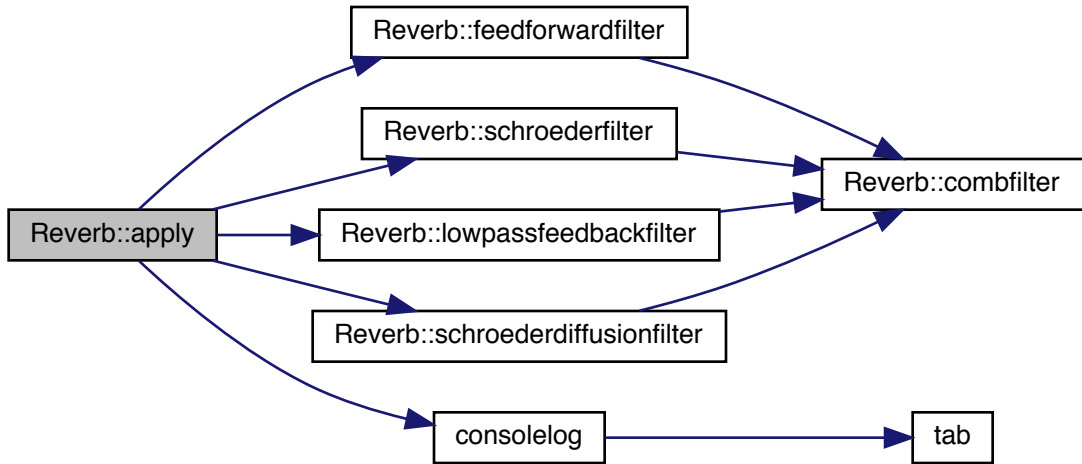 Reverb::feedforwardfilter
Reverb::schroederfilter
Reverb::combfilter
Reverb::apply
Reverb::lowpassfeedbackfilter
Reverb::schroederdiffusionfilter
consolelog
tab